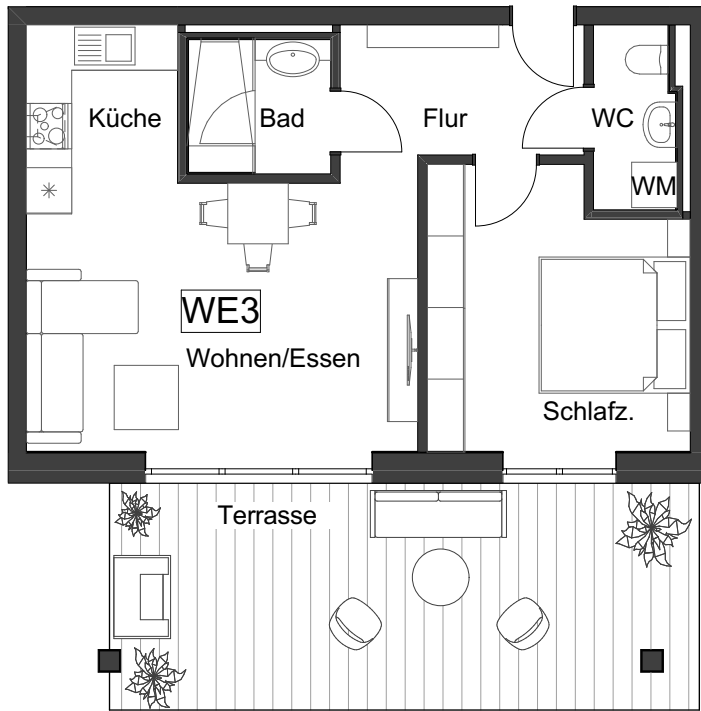 Küche
Bad
Flur
WC
WM
WE3
Wohnen/Essen
Schlafz.
Terrasse